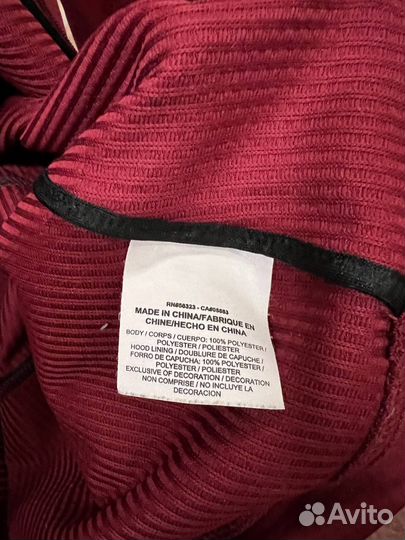 RN#56323 - CA#05553
MADE IN CHINA/FABRIQUE EN
CHINE/HECHO EN CHINA
BODY / CORPS / CUERPO: 100% POLYESTER /
POLYESTER / POLIESTER
HOOD LINING / DOUBLURE DE CAPUCHE /
FORRO DE CAPUCHA: 100% POLYESTER /
POLYESTER / POLIESTER
EXCLUSIVE OF DECORATION / DECORATION
NON COMPRISE / NO INCLUYE LA
DECORACION
Avito